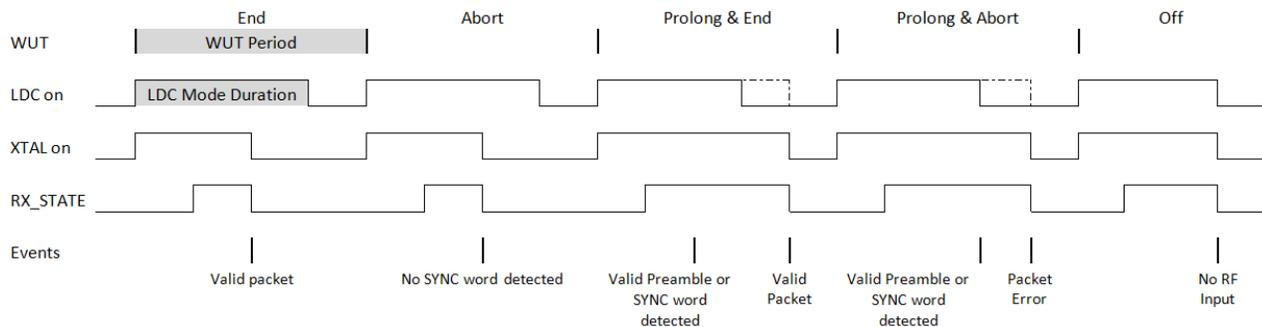 End Abort Prolong & End Prolong & Abort Off
WUT WUT Period
LDC on LDC Mode Duration
XTAL on
RX_STATE
Events
Valid packet No SYNC word detected Valid Preamble or Valid Valid Preamble or Packet No RF
SYNC word Packet SYNC word Error Input
detected detected